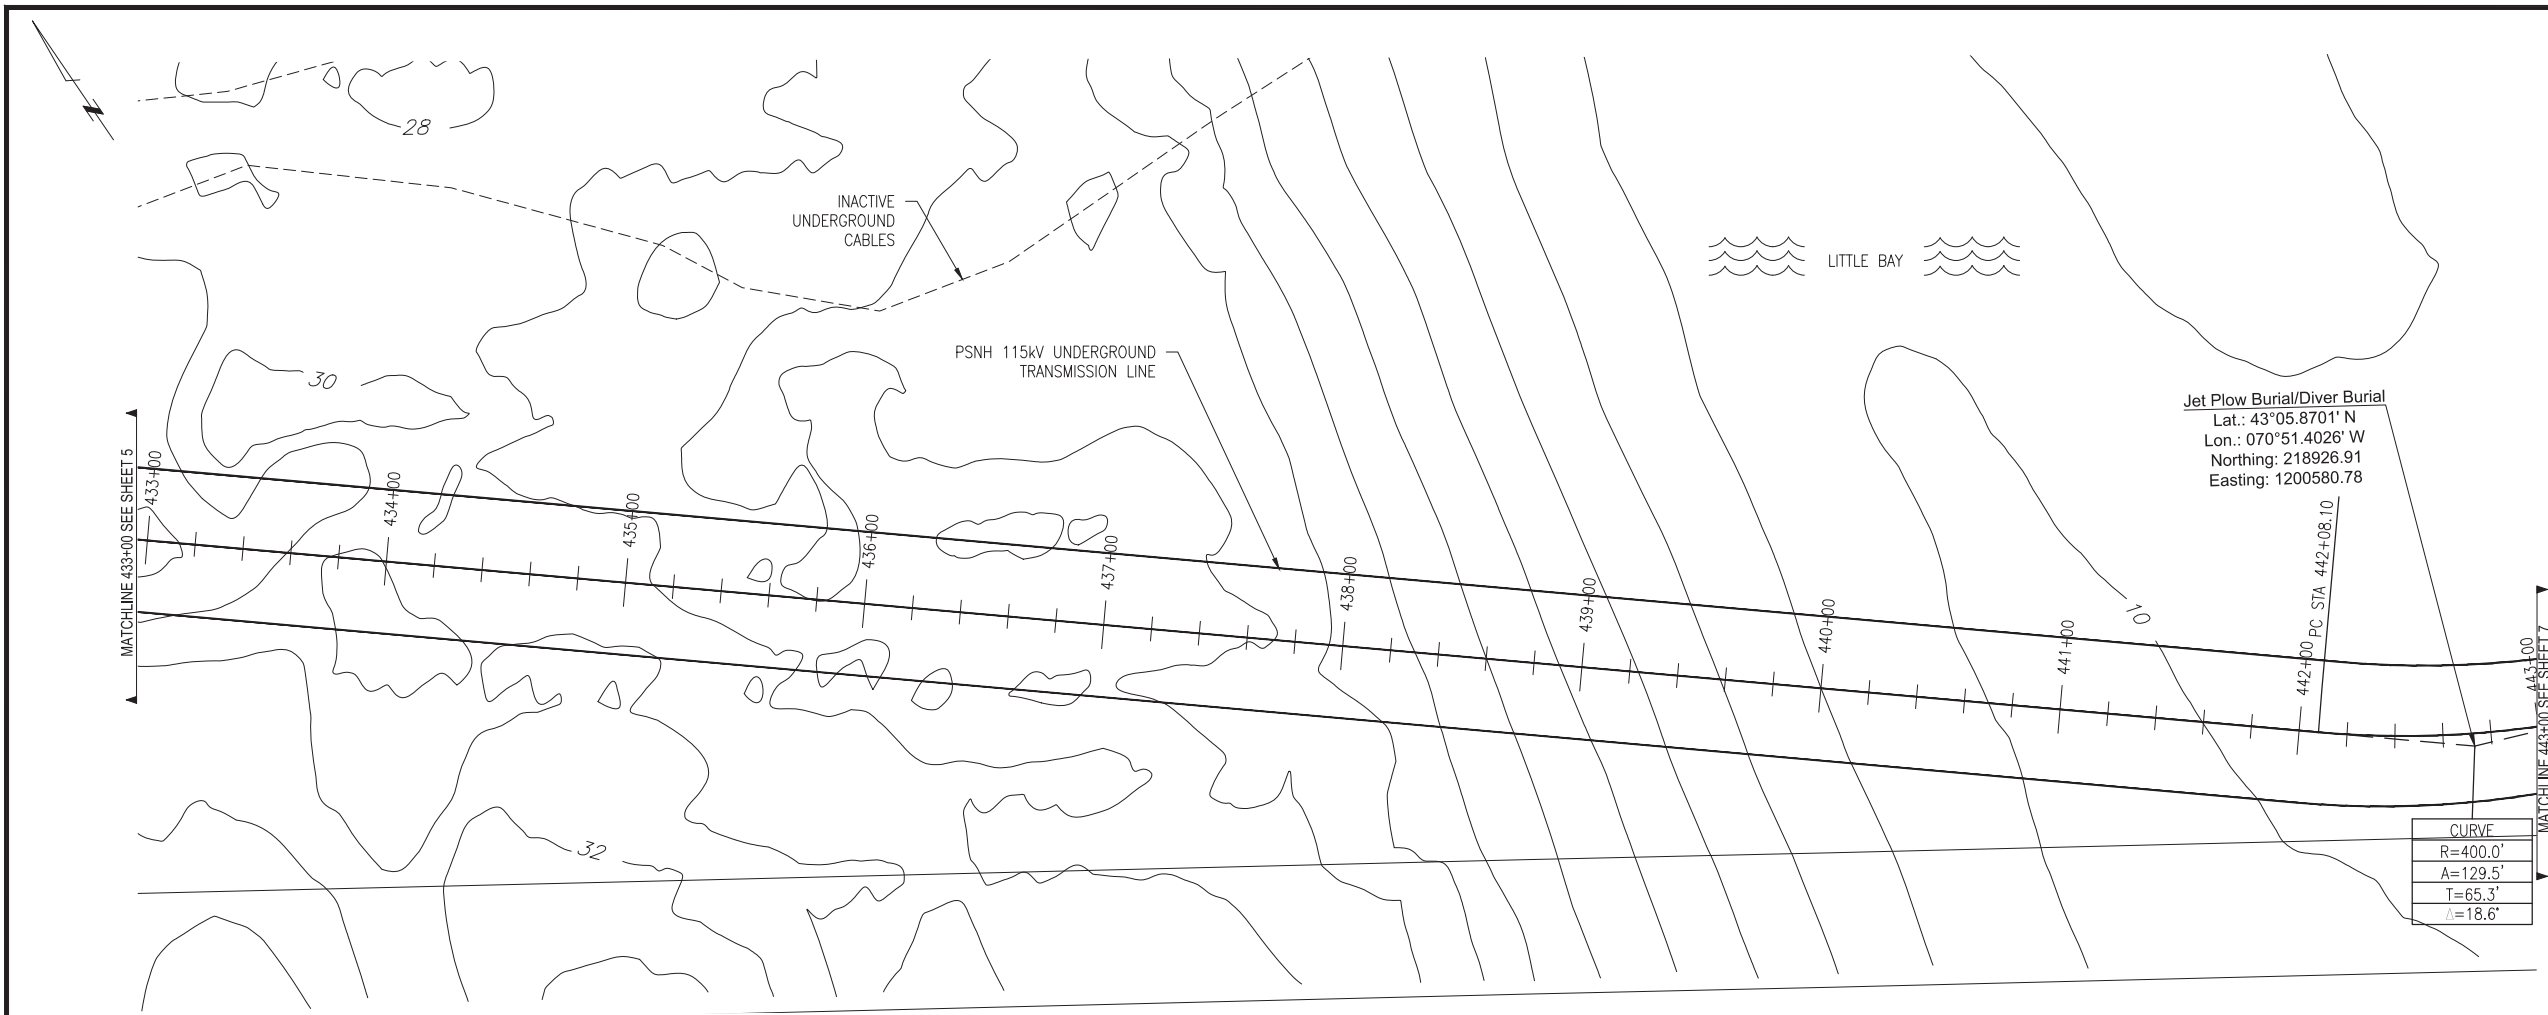 28
INACTIVE
UNDERGROUND
CABLES
LITTLE BAY
PSNH 115kV UNDERGROUND
TRANSMISSION LINE
30
Jet Plow Burial/Diver Burial
Lat.: 43°05.8701' N
Lon.: 070°51.4026' W
Northing: 218926.91
Easting: 1200580.78
MATCHLINE 433+00 SEE SHEET 5
433+00
434+00
435+00
436+00
437+00
438+00
439+00
440+00
441+00
442+00
PC STA 442+08.10
443+00
MATCHLINE 443+00 SEE SHEET 7
10
32
CURVE
R=400.0'
A=129.5'
T=65.3'
Δ=18.6°